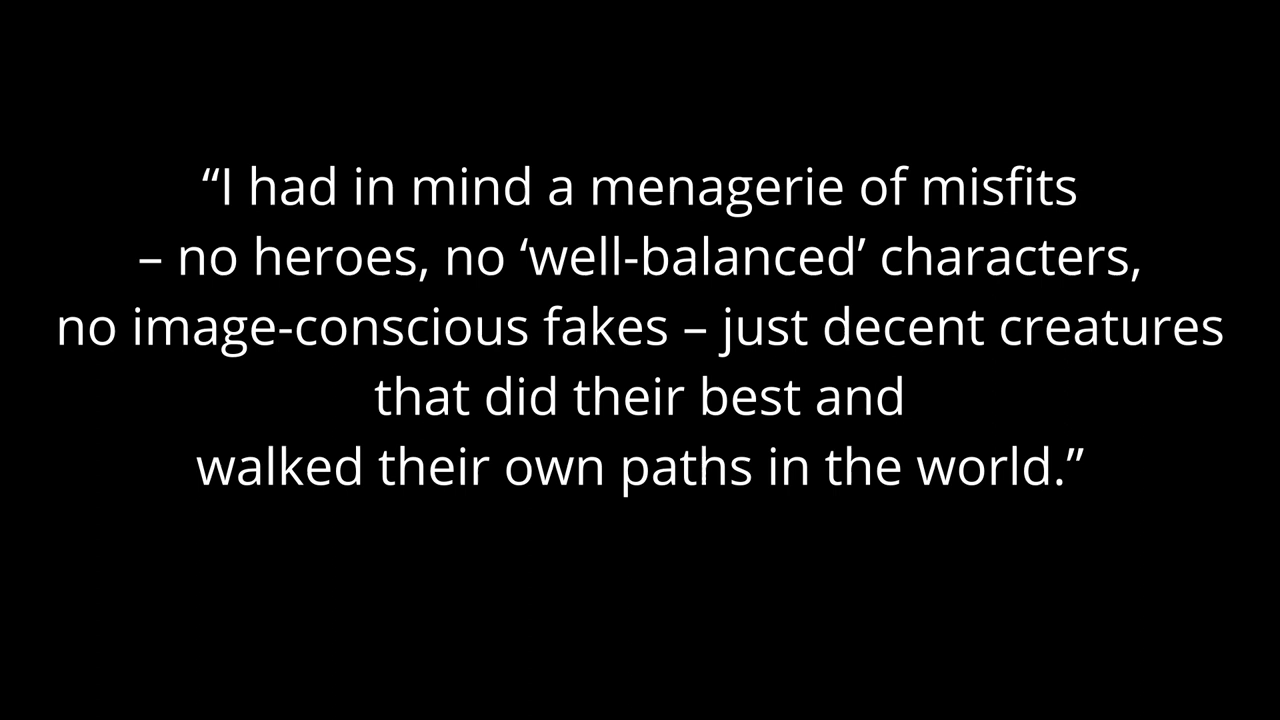 “I had in mind a menagerie of misfits
– no heroes, no ‘well-balanced’ characters,
no image-conscious fakes – just decent creatures
that did their best and
walked their own paths in the world.”